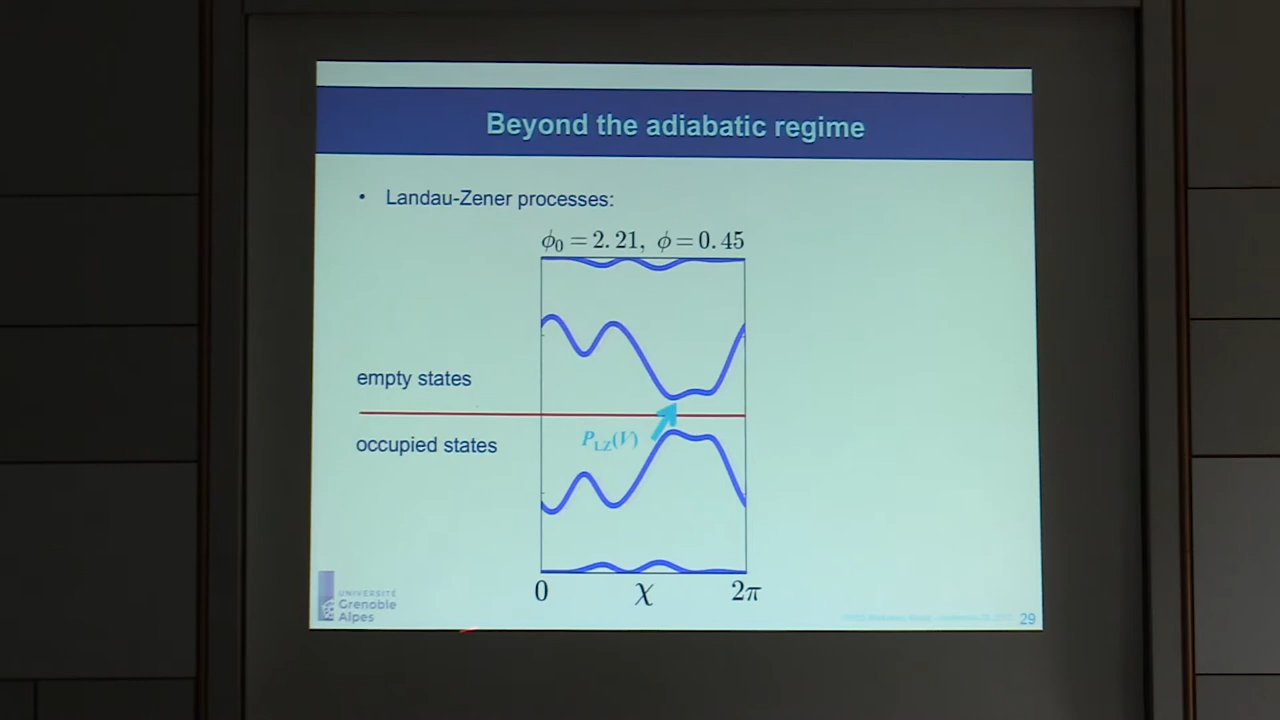 Beyond the adiabatic regime
• Landau-Zener processes:
ϕ₀ = 2.21, ϕ = 0.45
empty states
P_LZ(V)
occupied states
0 χ 2π
UNIVERSITÉ
Grenoble
Alpes
29